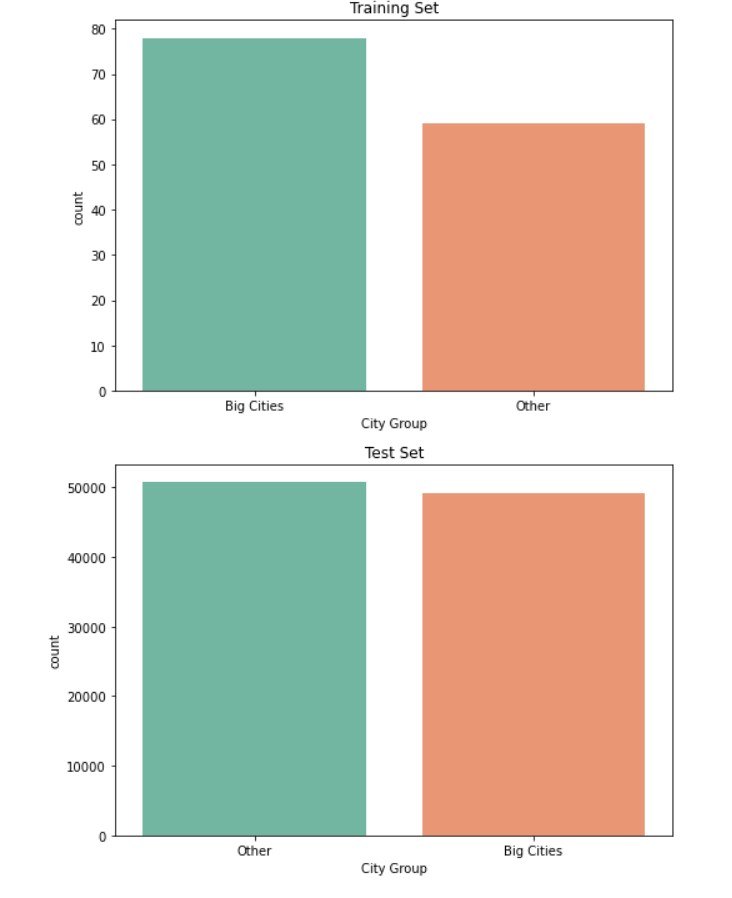 Training Set
80
70
60
50
40
30
20
10
0
count
Big Cities Other
City Group
Test Set
50000
40000
30000
20000
10000
0
count
Other Big Cities
City Group